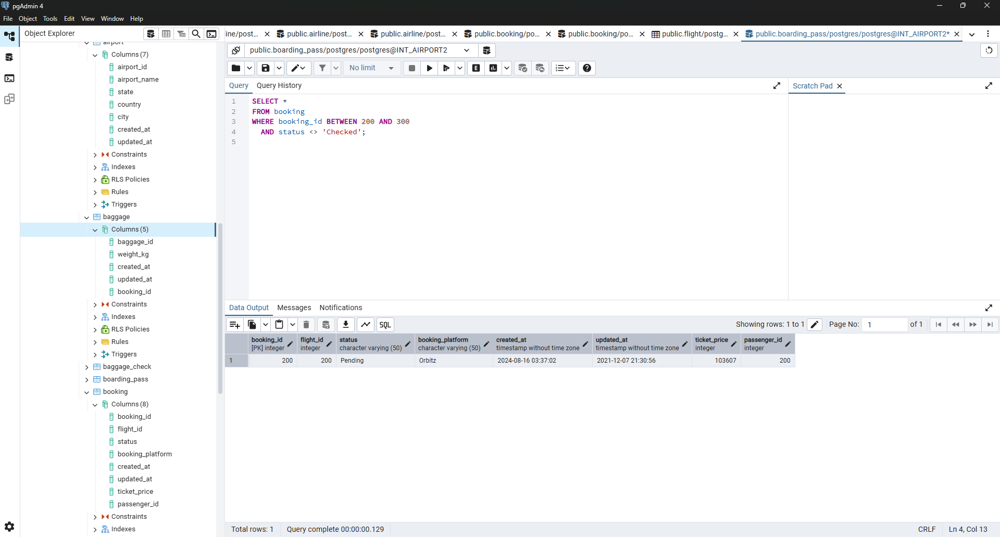 pgAdmin 4
File Object Tools Edit View Window Help
Object Explorer
airport
Columns (7)
airport_id
airport_name
state
country
city
created_at
updated_at
Constraints
Indexes
RLS Policies
Rules
Triggers
baggage
Columns (5)
baggage_id
weight_kg
created_at
updated_at
booking_id
Constraints
Indexes
RLS Policies
Rules
Triggers
baggage_check
boarding_pass
booking
Columns (8)
booking_id
flight_id
status
booking_platform
created_at
updated_at
ticket_price
passenger_id
Constraints
Indexes
ine/post... public.airline/post... public.airline/post... public.booking/po... public.booking/po... public.flight/postg... public.boarding_pass/postgres/postgres@INT_AIRPORT2*
public.boarding_pass/postgres/postgres@INT_AIRPORT2
No limit
E
Query Query History
Scratch Pad
1 SELECT *
2 FROM booking
3 WHERE booking_id BETWEEN 200 AND 300
4 AND status <> 'Checked';
5
Data Output Messages Notifications
SQL
Showing rows: 1 to 1 Page No: 1 of 1
booking_id flight_id status booking_platform created_at updated_at ticket_price passenger_id
[PK] integer integer character varying (50) character varying (50) timestamp without time zone timestamp without time zone integer integer
1 200 200 Pending Orbitz 2024-08-16 03:37:02 2021-12-07 21:30:56 103607 200
Total rows: 1 Query complete 00:00:00.129 CRLF Ln 4, Col 13